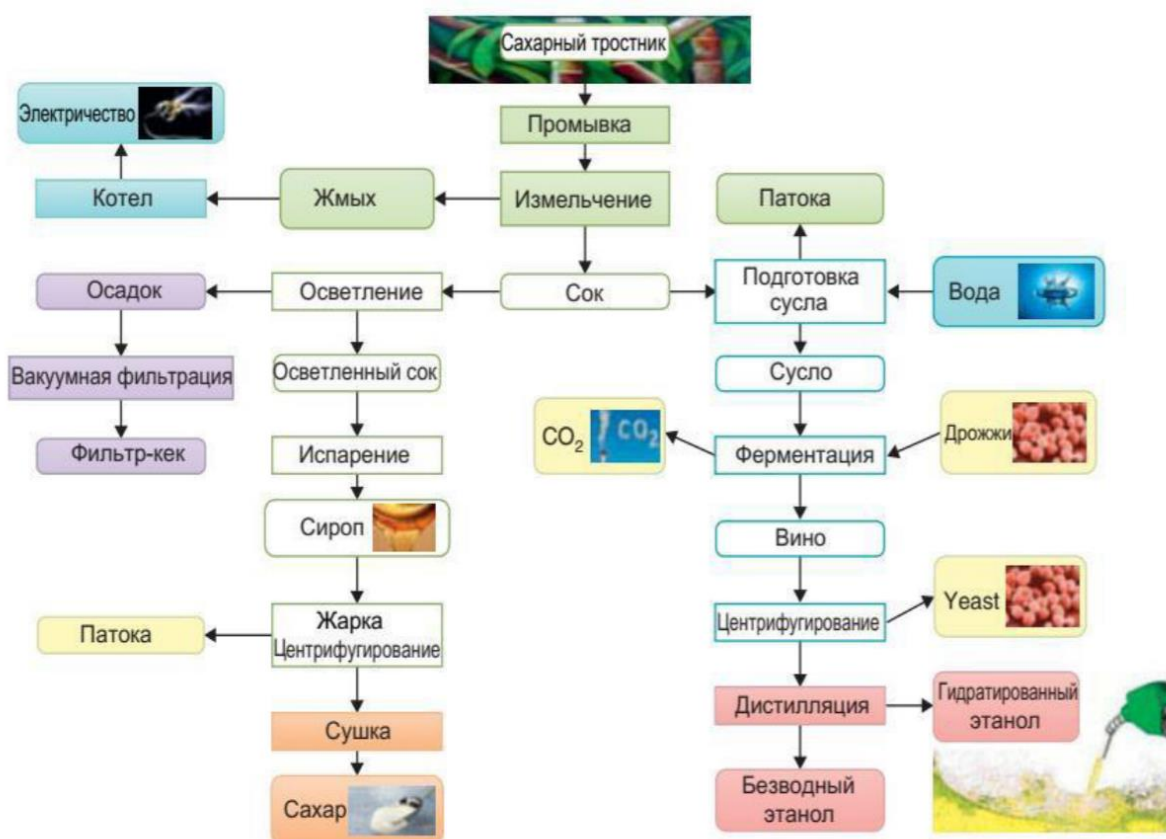 Сахарный тростник
Электричество
Промывка
Котел
Жмых
Измельчение
Патока
Осадок
Осветление
Сок
Подготовка
сусла
Вода
Вакуумная фильтрация
Осветленный сок
Сусло
Фильтр-кек
Испарение
CO2
CO2
Ферментация
Дрожжи
Сироп
Вино
Патока
Жарка
Центрифугирование
Центрифугирование
Yeast
Сушка
Дистилляция
Гидратированный
этанол
Сахар
Безводный
этанол